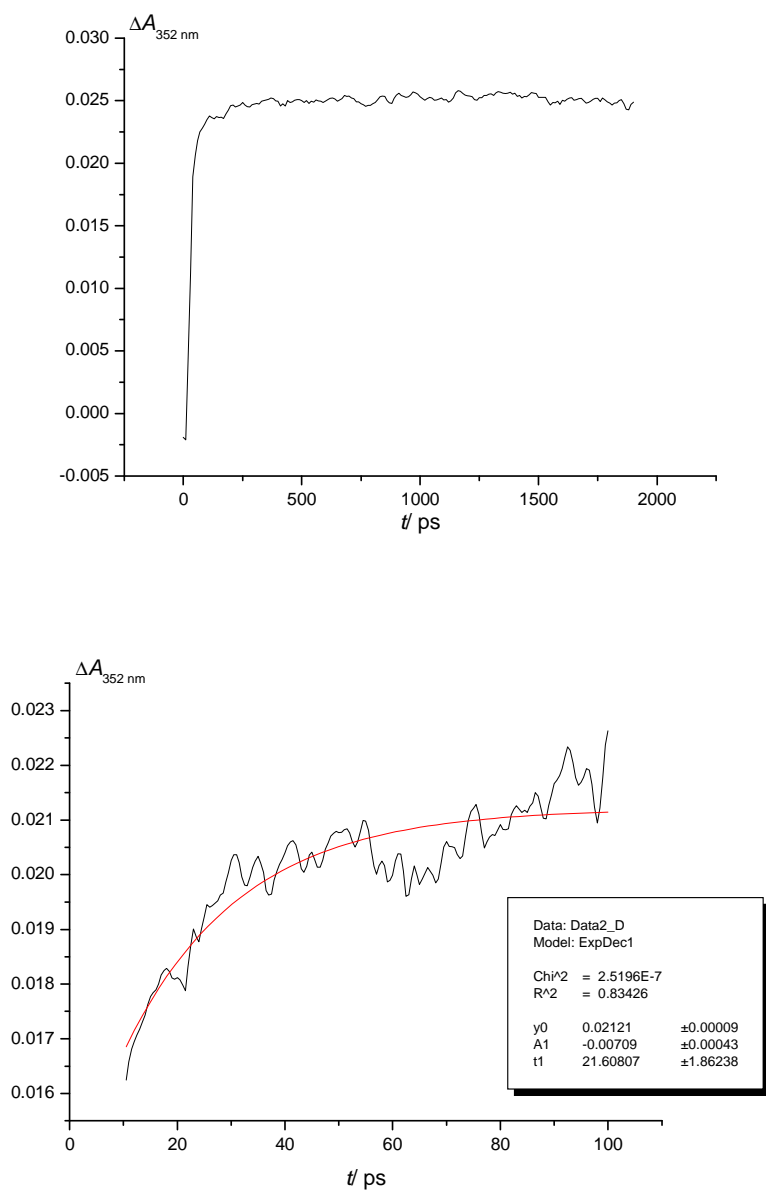 ΔA352 nm
0.030
0.025
0.020
0.015
0.010
0.005
0.000
-0.005
0 500 1000 1500 2000
t/ ps
ΔA352 nm
0.023
0.022
0.021
0.020
0.019
0.018
0.017
0.016
0 20 40 60 80 100
t/ ps
Data: Data2_D
Model: ExpDec1
Chi^2 = 2.5196E-7
R^2 = 0.83426
y0 0.02121 ±0.00009
A1 -0.00709 ±0.00043
t1 21.60807 ±1.86238